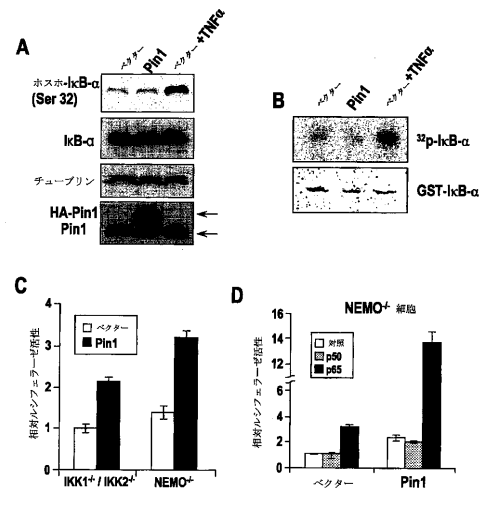 A
ベクター
Pin1
ベクター+TNFα
ホスホ-IκB-α
(Ser 32)
IκB-α
チューブリン
HA-Pin1
Pin1
B
ベクター
Pin1
ベクター+TNFα
³²p-IκB-α
GST-IκB-α
C
相対ルシフェラーゼ活性
4
3
2
1
0
ベクター
Pin1
IKK1⁻/⁻/ IKK2⁻/⁻
NEMO⁻/⁻
D
NEMO⁻/⁻ 細胞
相対ルシフェラーゼ活性
16
14
12
6
4
2
0
対照
p50
p65
ベクター
Pin1